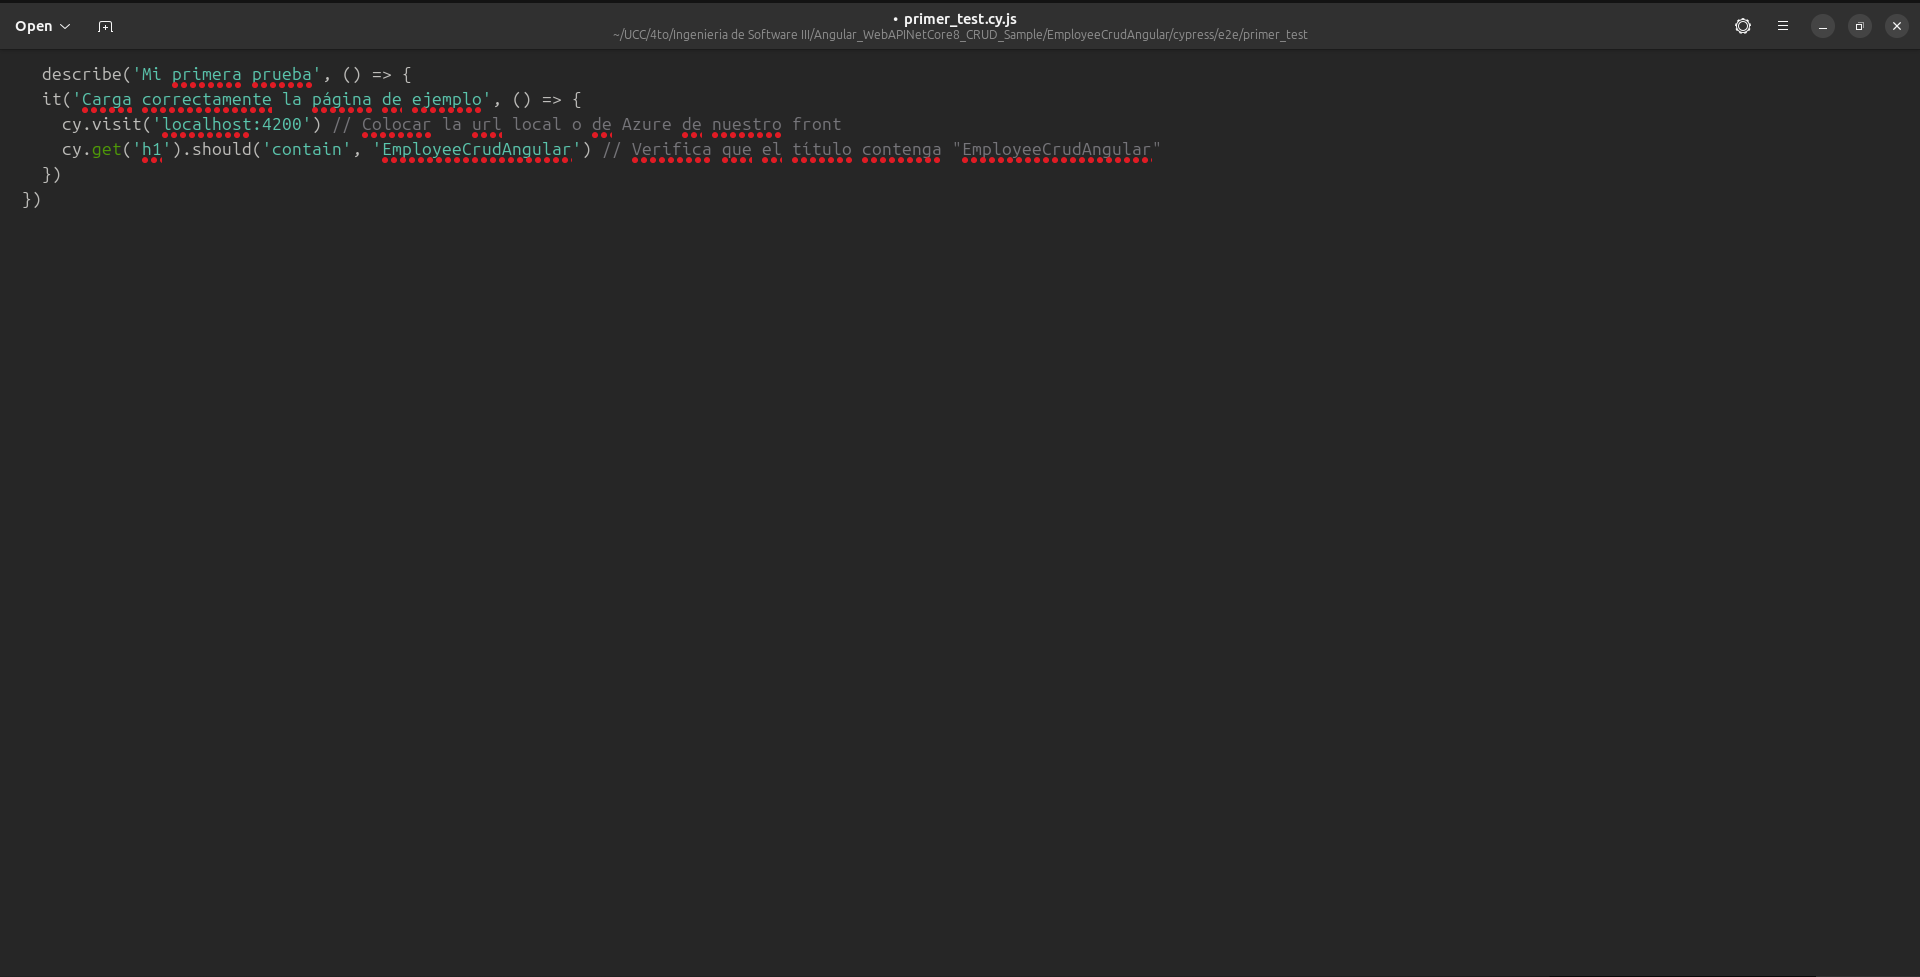 Open
• primer_test.cy.js
~/UCC/4to/Ingenieria de Software III/Angular_WebAPINetCore8_CRUD_Sample/EmployeeCrudAngular/cypress/e2e/primer_test
describe('Mi primera prueba', () => {
it('Carga correctamente la página de ejemplo', () => {
cy.visit('localhost:4200') // Colocar la url local o de Azure de nuestro front
cy.get('h1').should('contain', 'EmployeeCrudAngular') // Verifica que el título contenga "EmployeeCrudAngular"
})
})